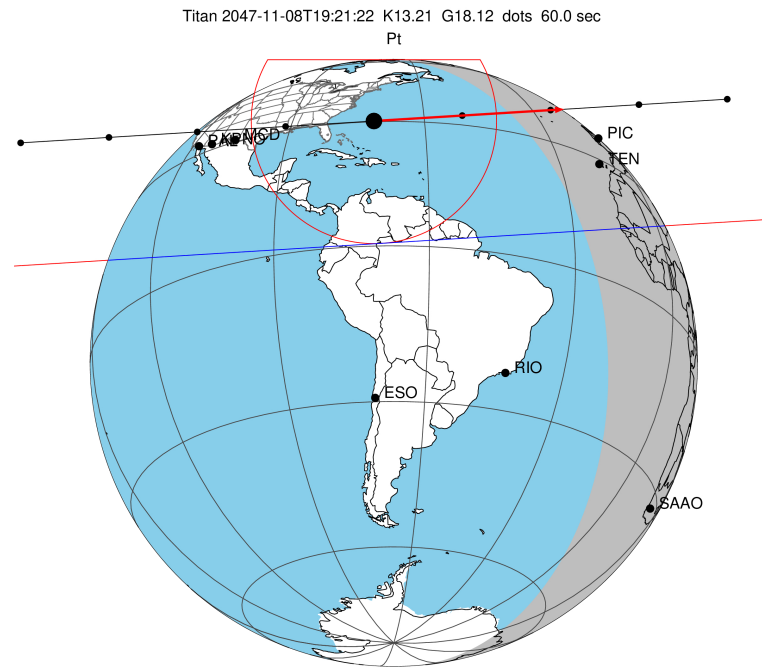 Titan 2047-11-08T19:21:22 K13.21 G18.12 dots 60.0 sec
Pt
PIC
MCD
TEN
RIO
ESO
SAAO